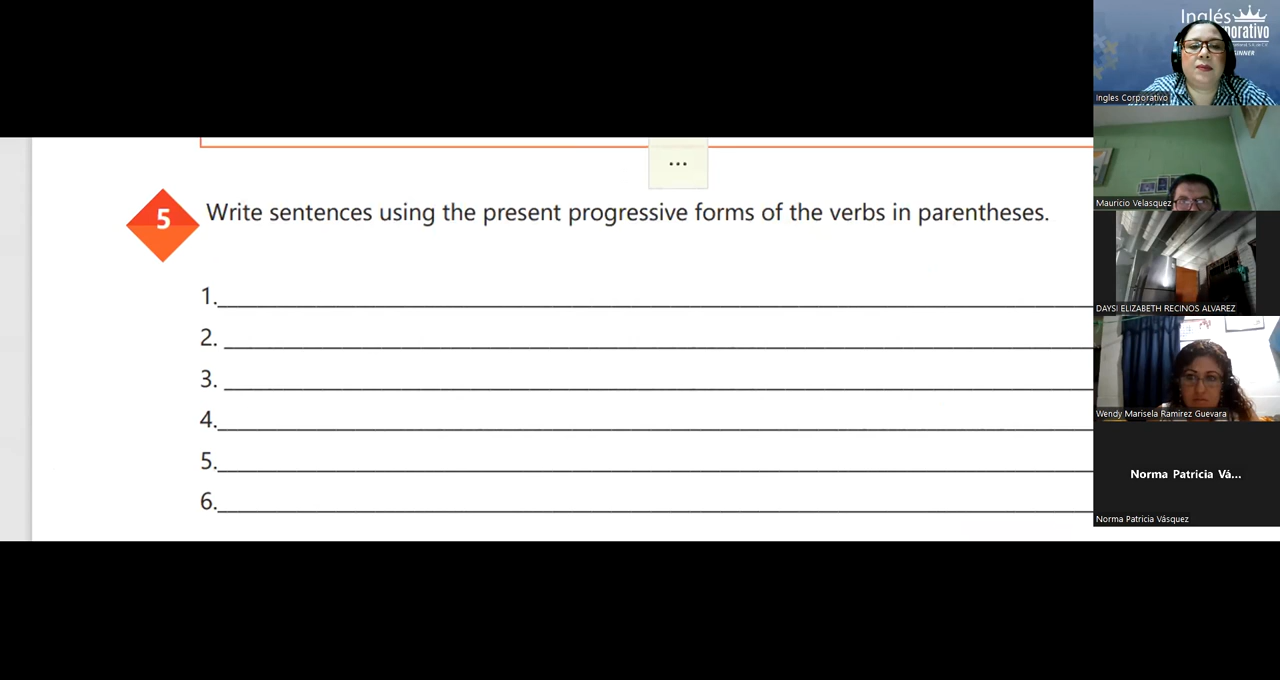 Inglés
porativo
INNER
Ingles Corporativo
...
5 Write sentences using the present progressive forms of the verbs in parentheses.
Mauricio Velasquez
1.
DAYSI ELIZABETH RECINOS ALVAREZ
2.
3.
Wendy Marisela Ramirez Guevara
4.
5.
Norma Patricia Vá...
6.
Norma Patricia Vásquez